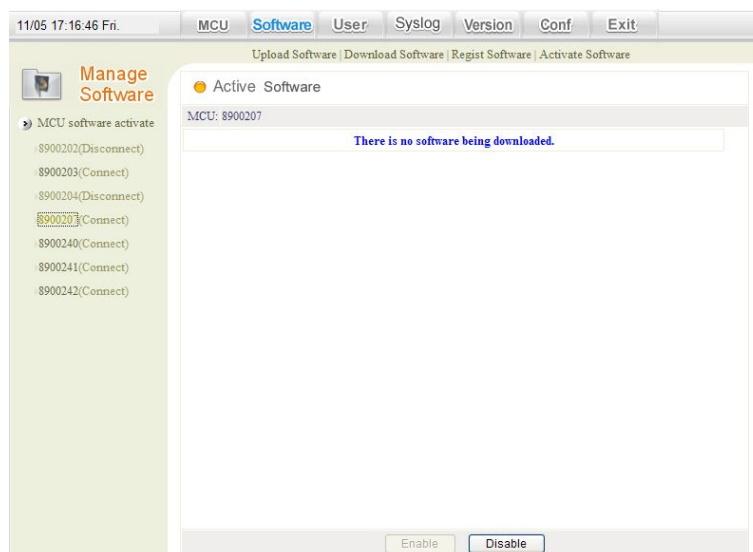 11/05 17:16:46 Fri.
MCU Software User Syslog Version Conf Exit
Upload Software | Download Software | Regist Software | Activate Software
Manage
Software
MCU software activate
8900202(Disconnect)
8900203(Connect)
8900204(Disconnect)
8900207(Connect)
8900240(Connect)
8900241(Connect)
8900242(Connect)
Active Software
MCU: 8900207
There is no software being downloaded.
Enable Disable